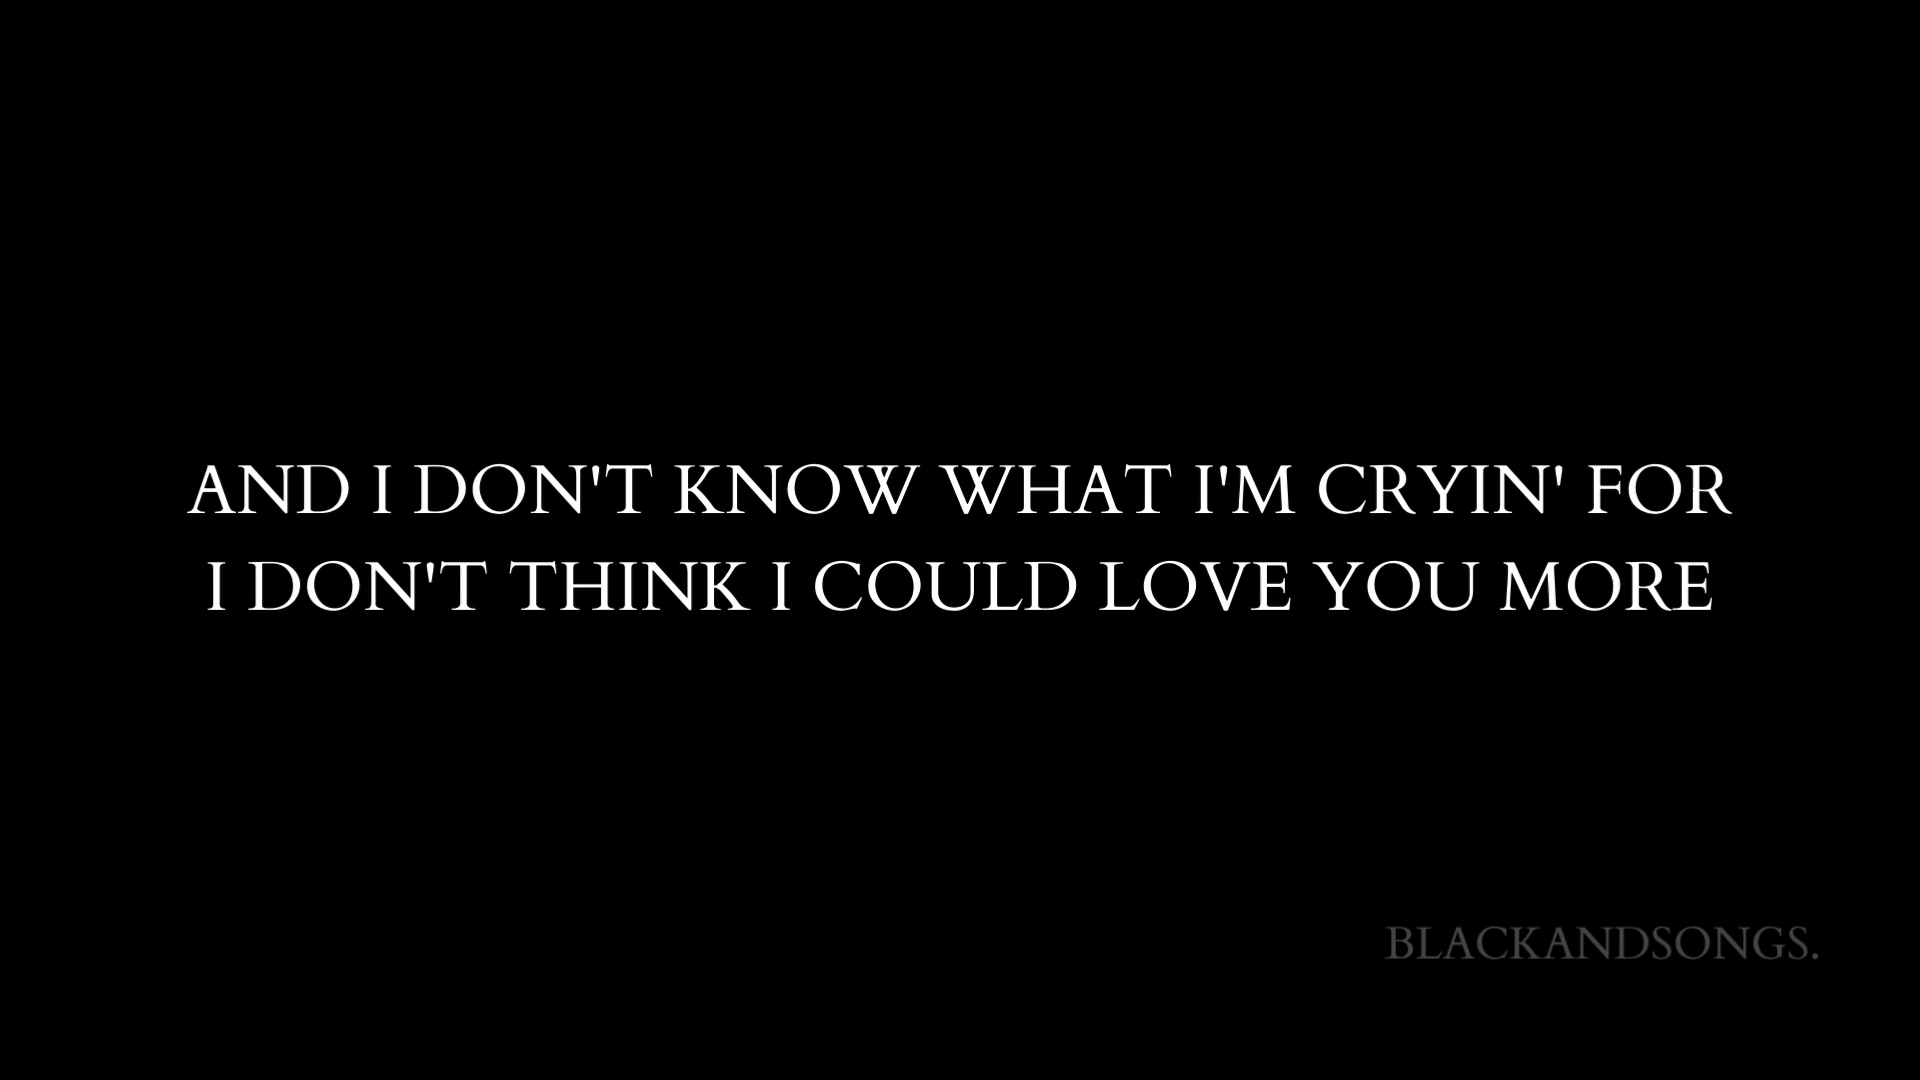 AND I DON'T KNOW WHAT I'M CRYIN' FOR
I DON'T THINK I COULD LOVE YOU MORE
BLACKANDSONGS.